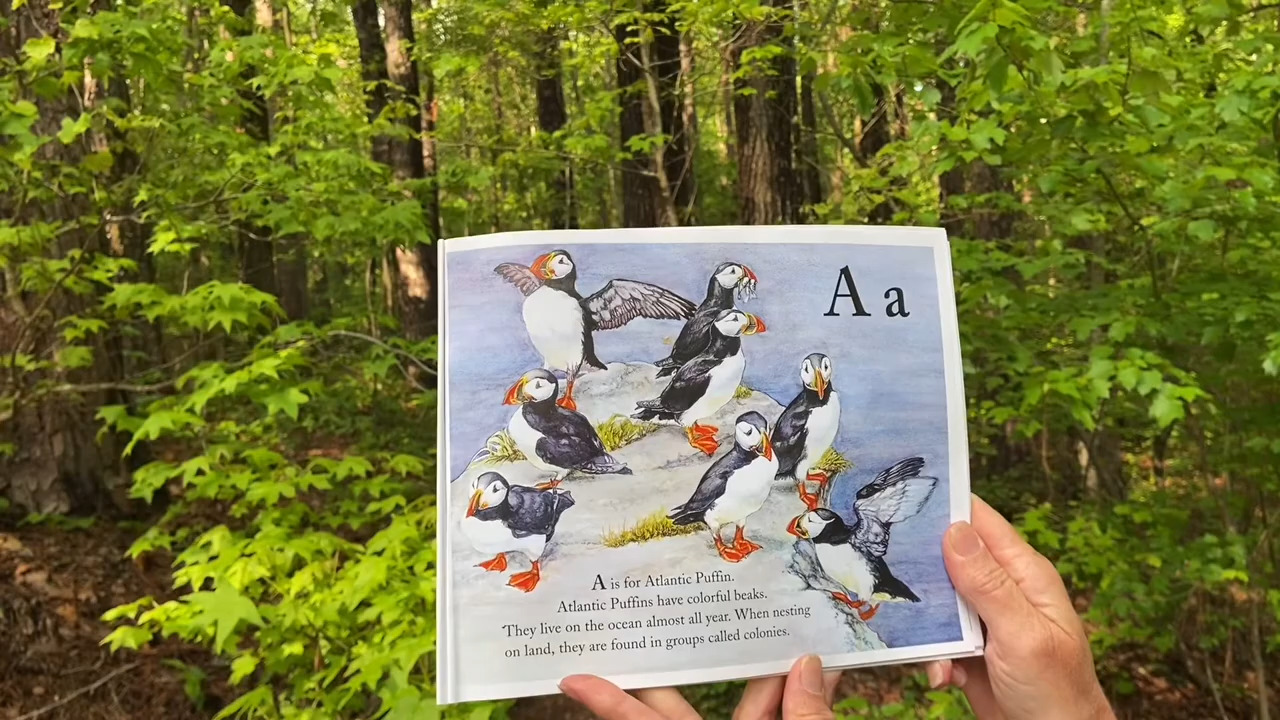 A a
A is for Atlantic Puffin.
Atlantic Puffins have colorful beaks.
They live on the ocean almost all year. When nesting
on land, they are found in groups called colonies.